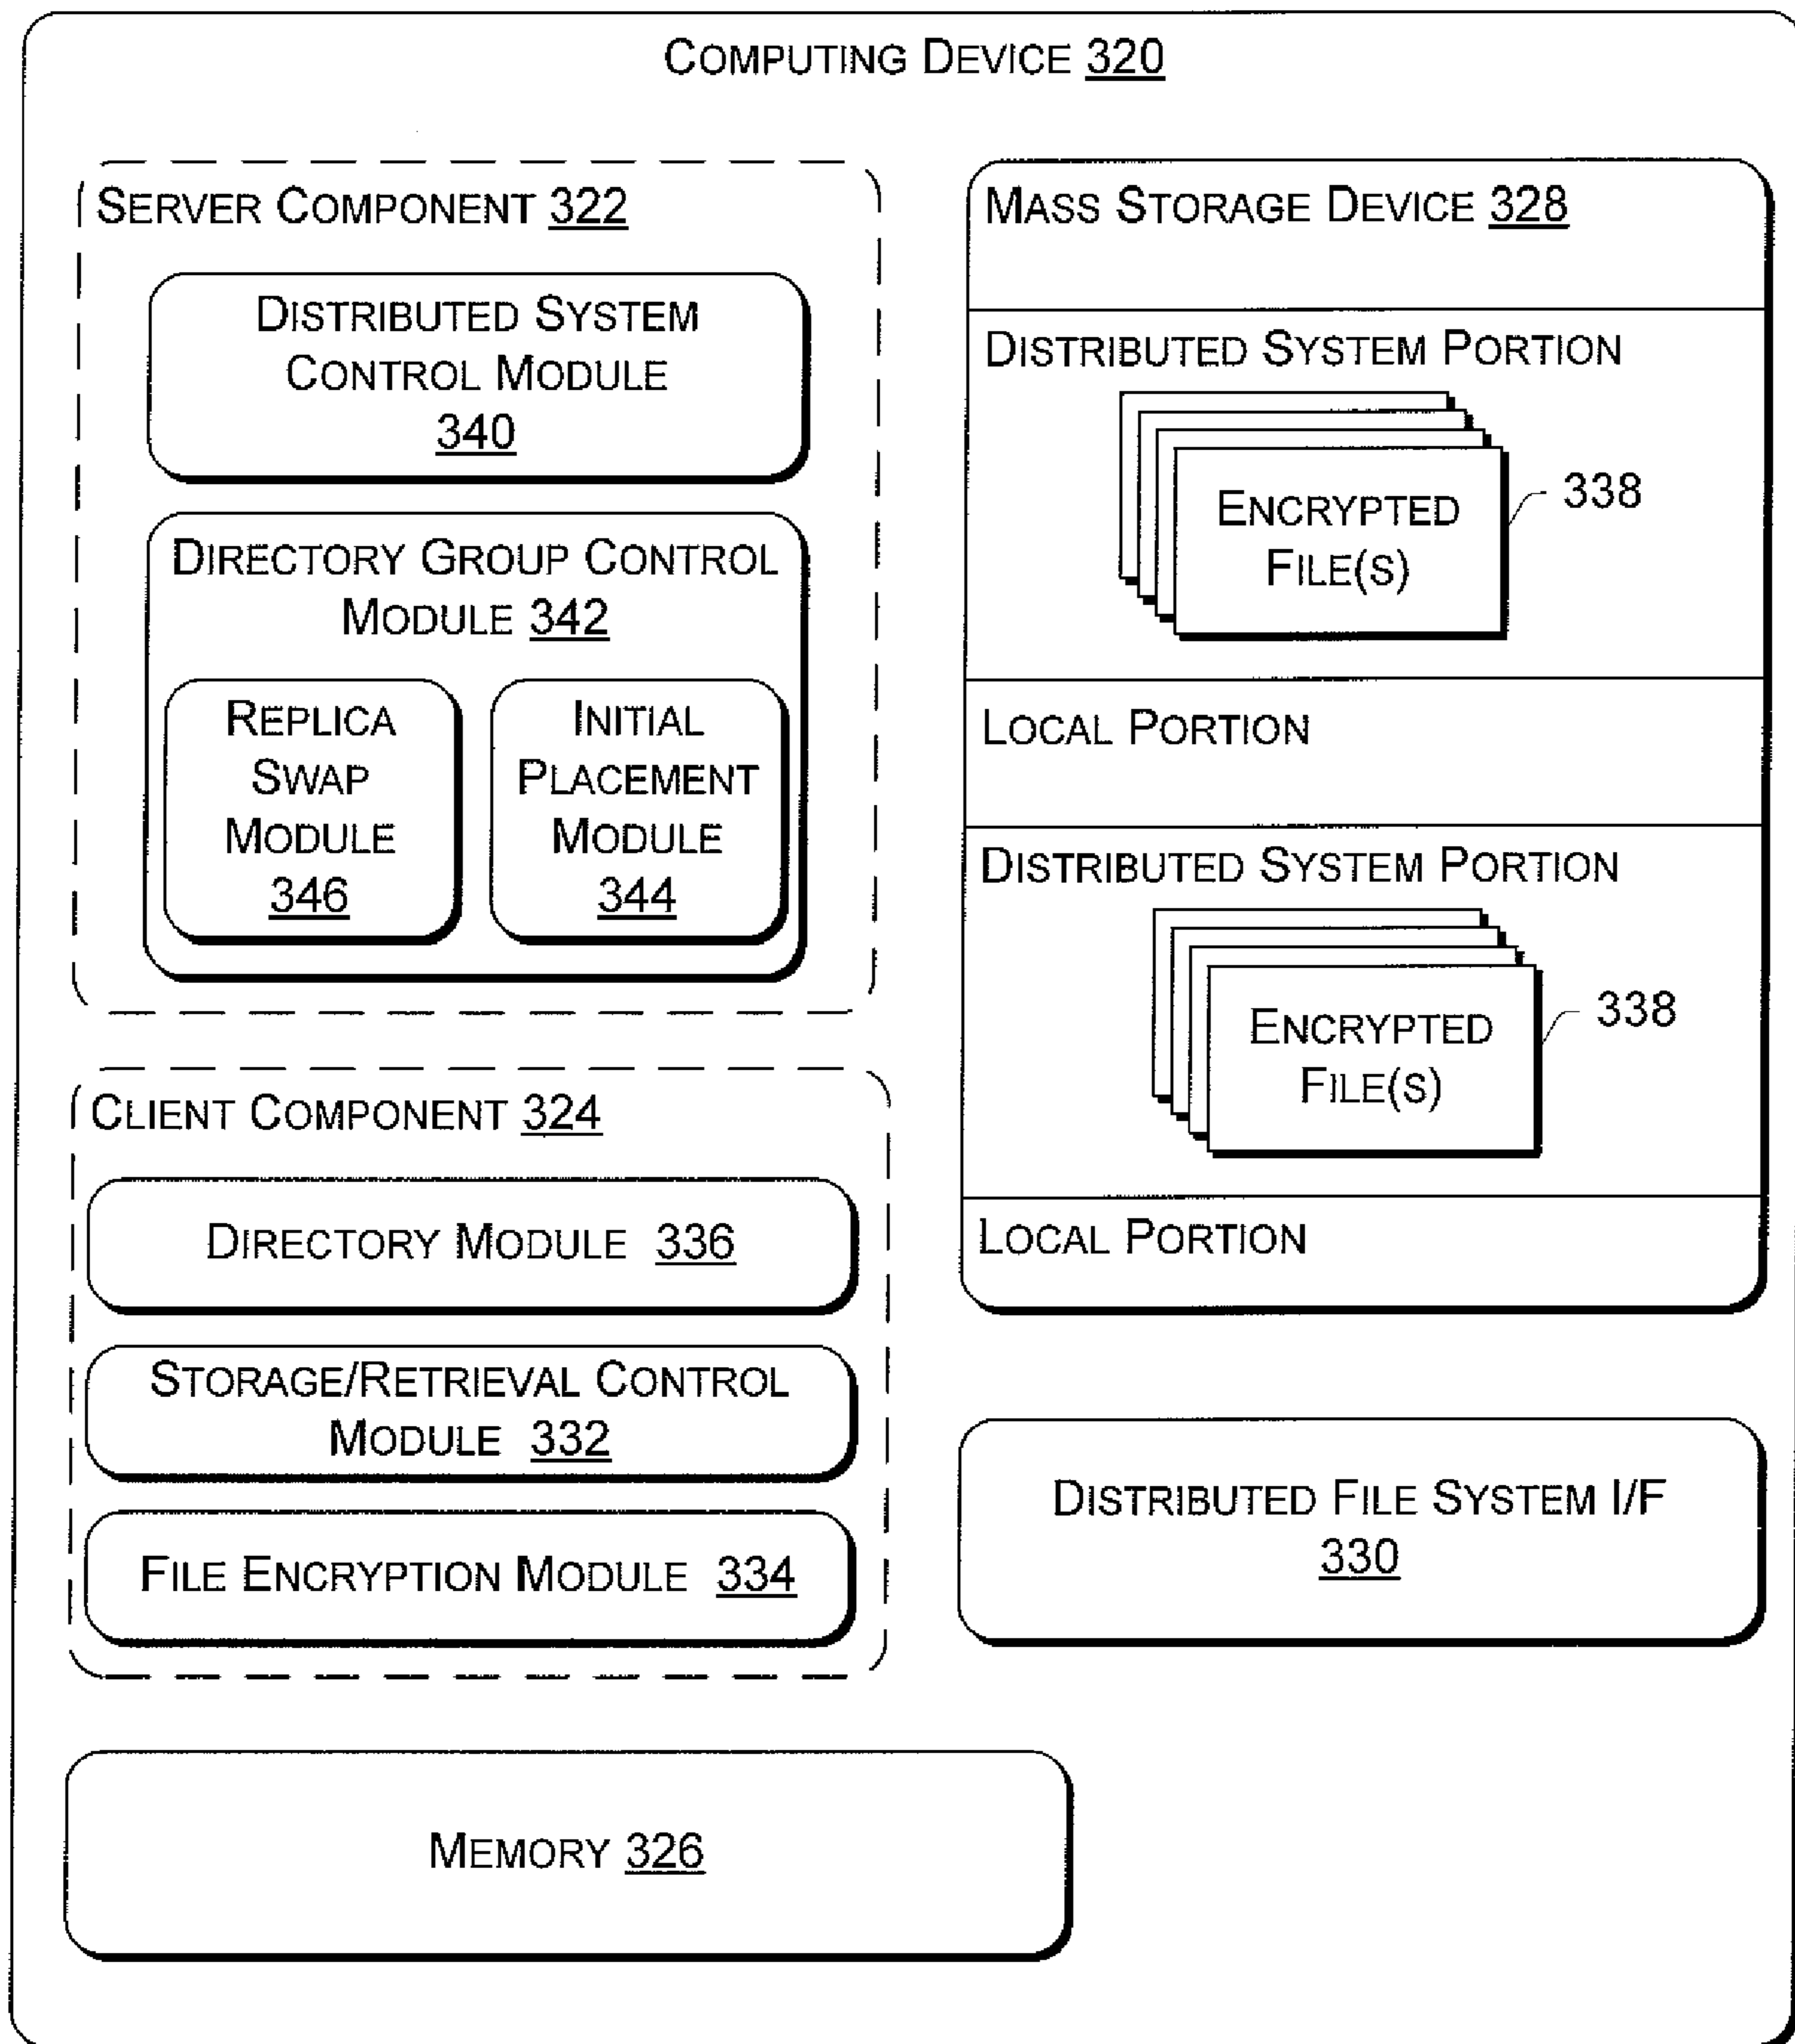 COMPUTING DEVICE 320
SERVER COMPONENT 322
DISTRIBUTED SYSTEM
CONTROL MODULE
340
DIRECTORY GROUP CONTROL
MODULE 342
REPLICA
SWAP
MODULE
346
INITIAL
PLACEMENT
MODULE
344
CLIENT COMPONENT 324
DIRECTORY MODULE 336
STORAGE/RETRIEVAL CONTROL
MODULE 332
FILE ENCRYPTION MODULE 334
MEMORY 326
MASS STORAGE DEVICE 328
DISTRIBUTED SYSTEM PORTION
ENCRYPTED
FILE(S)
338
LOCAL PORTION
DISTRIBUTED SYSTEM PORTION
ENCRYPTED
FILE(S)
338
LOCAL PORTION
DISTRIBUTED FILE SYSTEM I/F
330